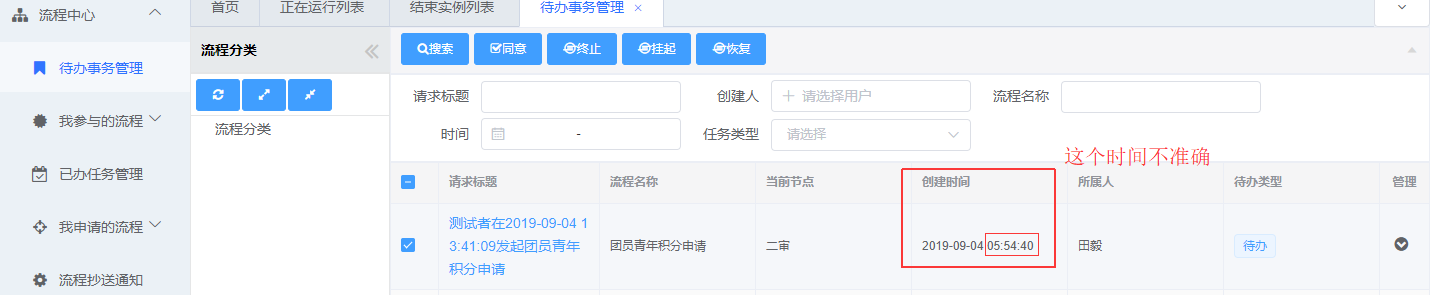 流程中心
待办事务管理
我参与的流程
已办任务管理
我申请的流程
流程抄送通知
首页
正在运行列表
结束实例列表
待办事务管理 ×
流程分类
流程分类
搜索
同意
终止
挂起
恢复
请求标题
创建人
请选择用户
流程名称
时间
-
任务类型
请选择
这个时间不准确
请求标题
流程名称
当前节点
创建时间
所属人
待办类型
管理
测试者在2019-09-04 1
3:41:09发起团员青年
积分申请
团员青年积分申请
二审
2019-09-04 05:54:40
田毅
待办